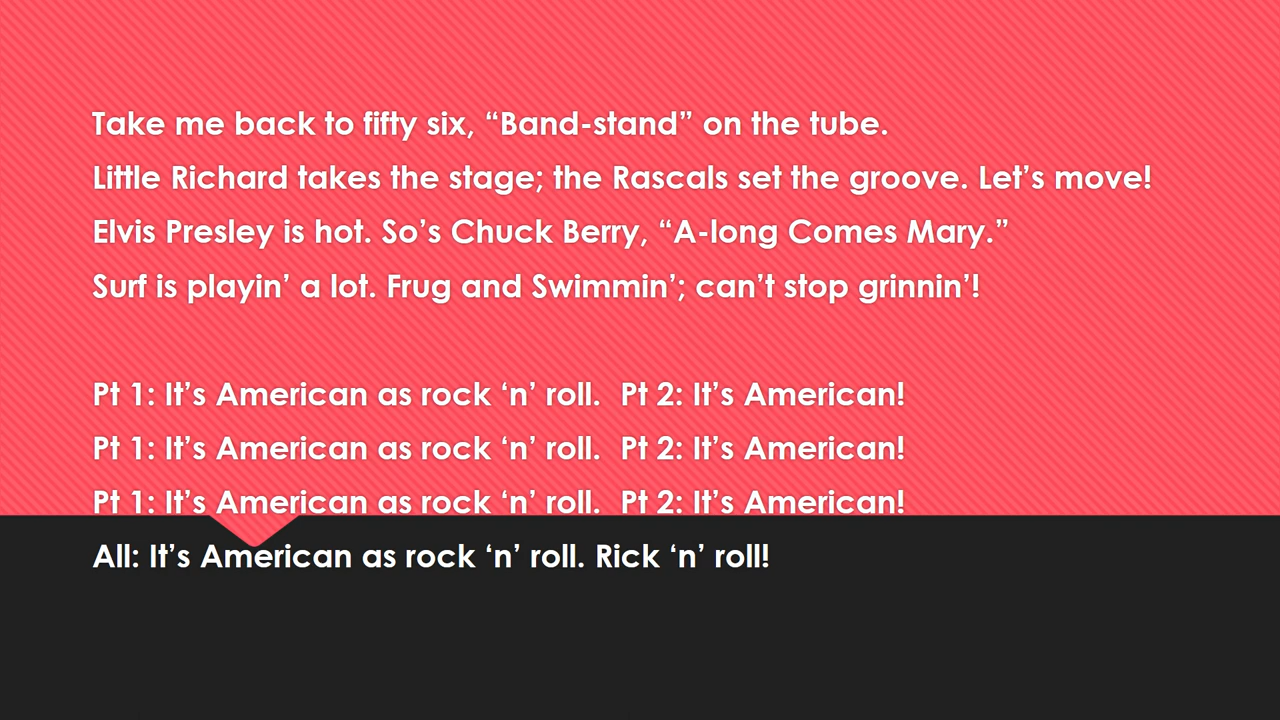 Take me back to fifty six, “Band-stand” on the tube.
Little Richard takes the stage; the Rascals set the groove. Let’s move!
Elvis Presley is hot. So’s Chuck Berry, “A-long Comes Mary.”
Surf is playin’ a lot. Frug and Swimmin’; can’t stop grinnin’!
Pt 1: It’s American as rock ‘n’ roll.  Pt 2: It’s American!
Pt 1: It’s American as rock ‘n’ roll.  Pt 2: It’s American!
Pt 1: It’s American as rock ‘n’ roll.  Pt 2: It’s American!
All: It’s American as rock ‘n’ roll. Rick ‘n’ roll!